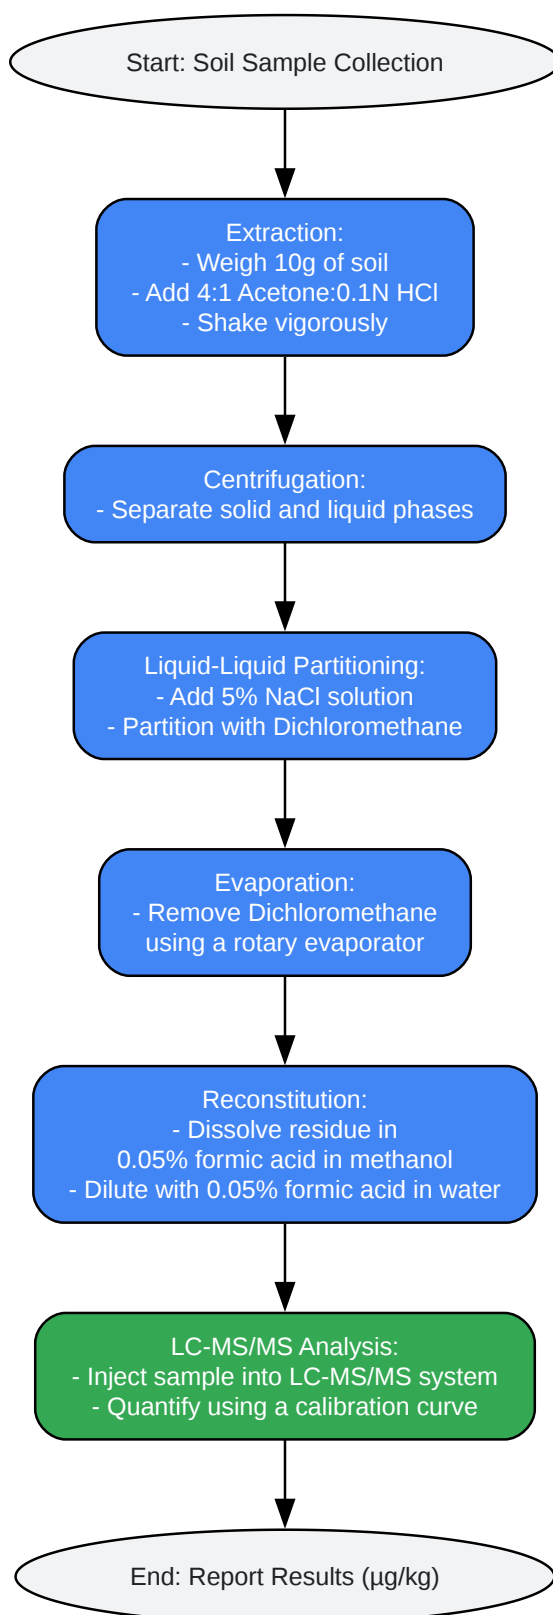 Start: Soil Sample Collection
Extraction:
- Weigh 10g of soil
- Add 4:1 Acetone:0.1N HCl
- Shake vigorously
Centrifugation:
- Separate solid and liquid phases
Liquid-Liquid Partitioning:
- Add 5% NaCl solution
- Partition with Dichloromethane
Evaporation:
- Remove Dichloromethane
using a rotary evaporator
Reconstitution:
- Dissolve residue in
0.05% formic acid in methanol
- Dilute with 0.05% formic acid in water
LC-MS/MS Analysis:
- Inject sample into LC-MS/MS system
- Quantify using a calibration curve
End: Report Results (µg/kg)